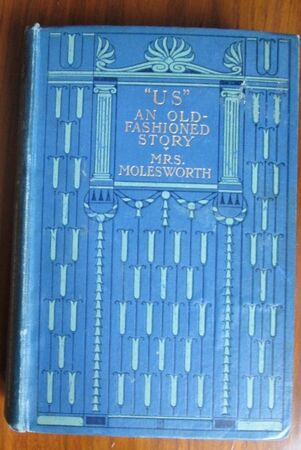 "US"
AN OLD-
FASHIONED
STORY
MRS.
MOLESWORTH